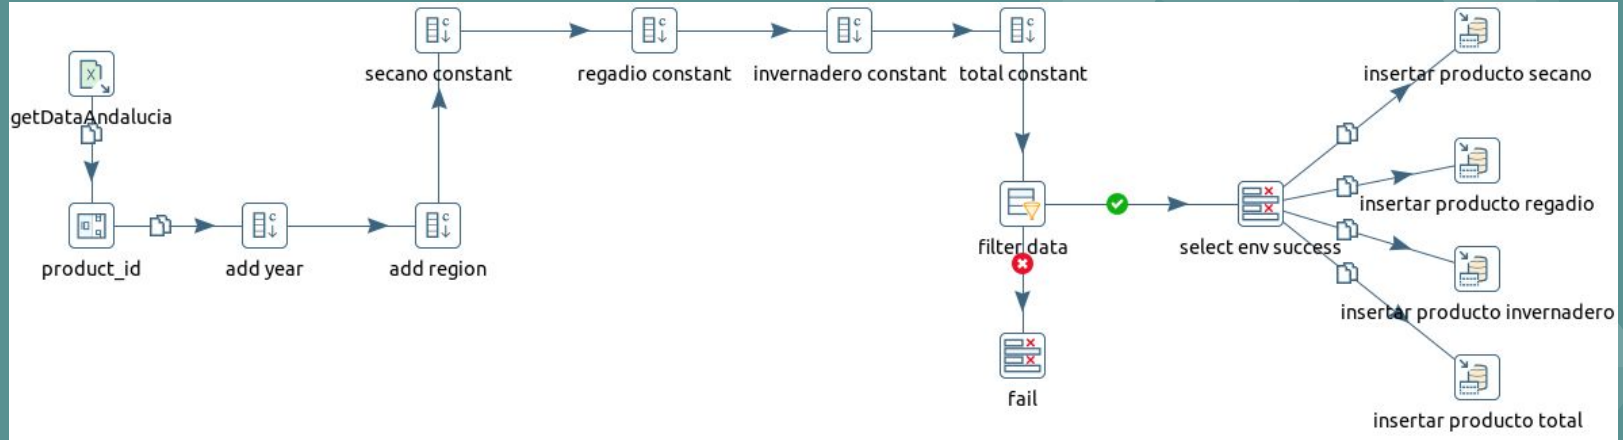 getDataAndalucia
product_id
add year
add region
secano constant
regadio constant
invernadero constant
total constant
filter data
fail
select env success
insertar producto secano
insertar producto regadio
insertar producto invernadero
insertar producto total